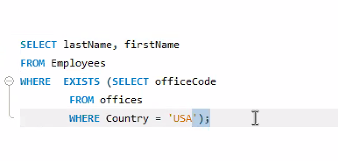 SELECT lastName, firstName
FROM Employees
WHERE EXISTS (SELECT officeCode
FROM offices
WHERE Country = 'USA');